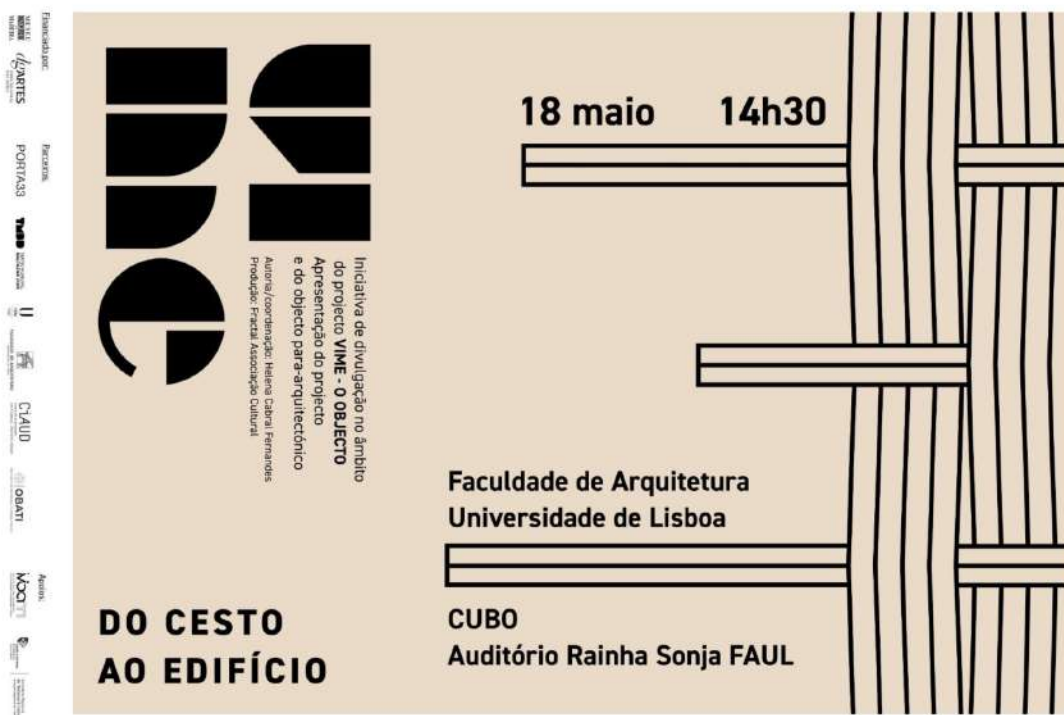 18 maio 14h30
vime
Iniciativa de divulgação no âmbito
do projecto VIME - O OBJECTO
Apresentação do projecto
e do objecto para-arquitectónico
Autoria/coordenação: Helena Cabral Fernandes
Produção: Fractal Associação Cultural
Faculdade de Arquitetura
Universidade de Lisboa
CUBO
Auditório Rainha Sonja FAUL
DO CESTO
AO EDIFÍCIO
Financiado por:
dgARTES
Parceiros:
PORTA33
U
CIAUD
OBATI
Apoios: